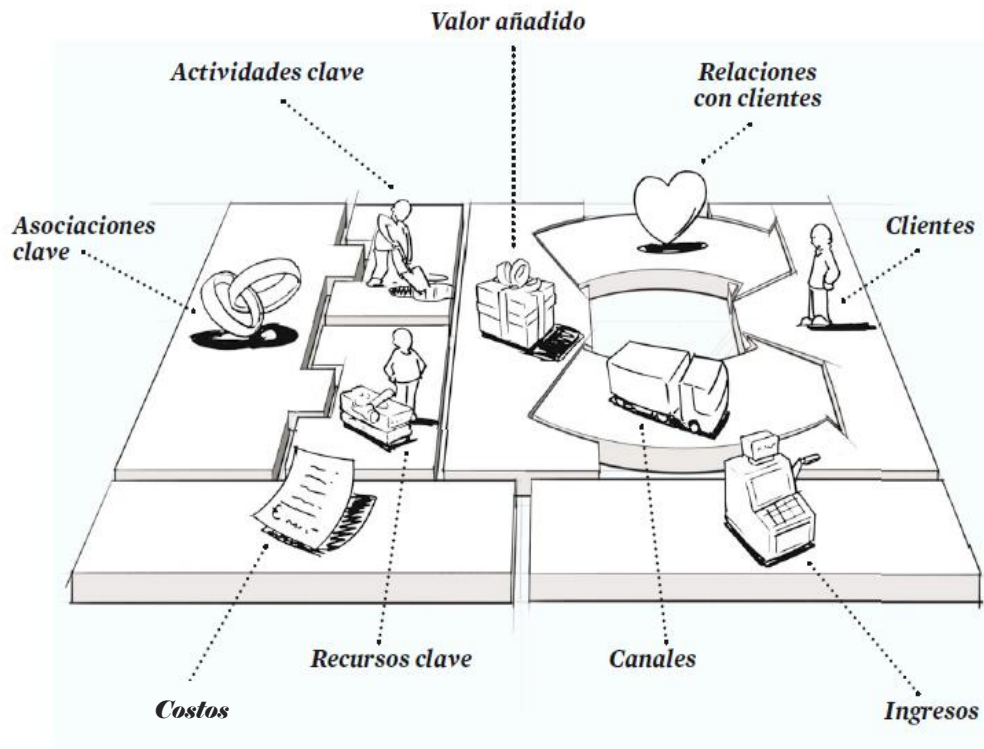 Valor añadido
Actividades clave
Relaciones
con clientes
Asociaciones
clave
Clientes
Recursos clave
Canales
Costos
Ingresos